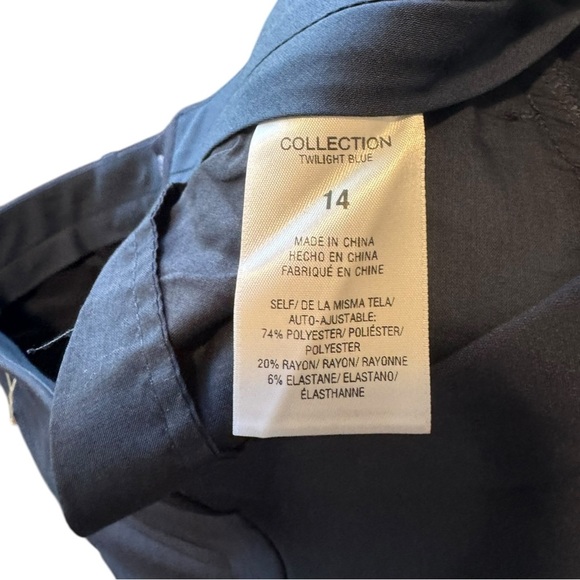 COLLECTION
TWILIGHT BLUE
14
MADE IN CHINA
HECHO EN CHINA
FABRIQUÉ EN CHINE
SELF/ DE LA MISMA TELA/
AUTO-AJUSTABLE:
74% POLYESTER/ POLIÉSTER/
POLYESTER
20% RAYON/ RAYON/ RAYONNE
6% ELASTANE/ ELASTANO/
ÉLASTHANNE